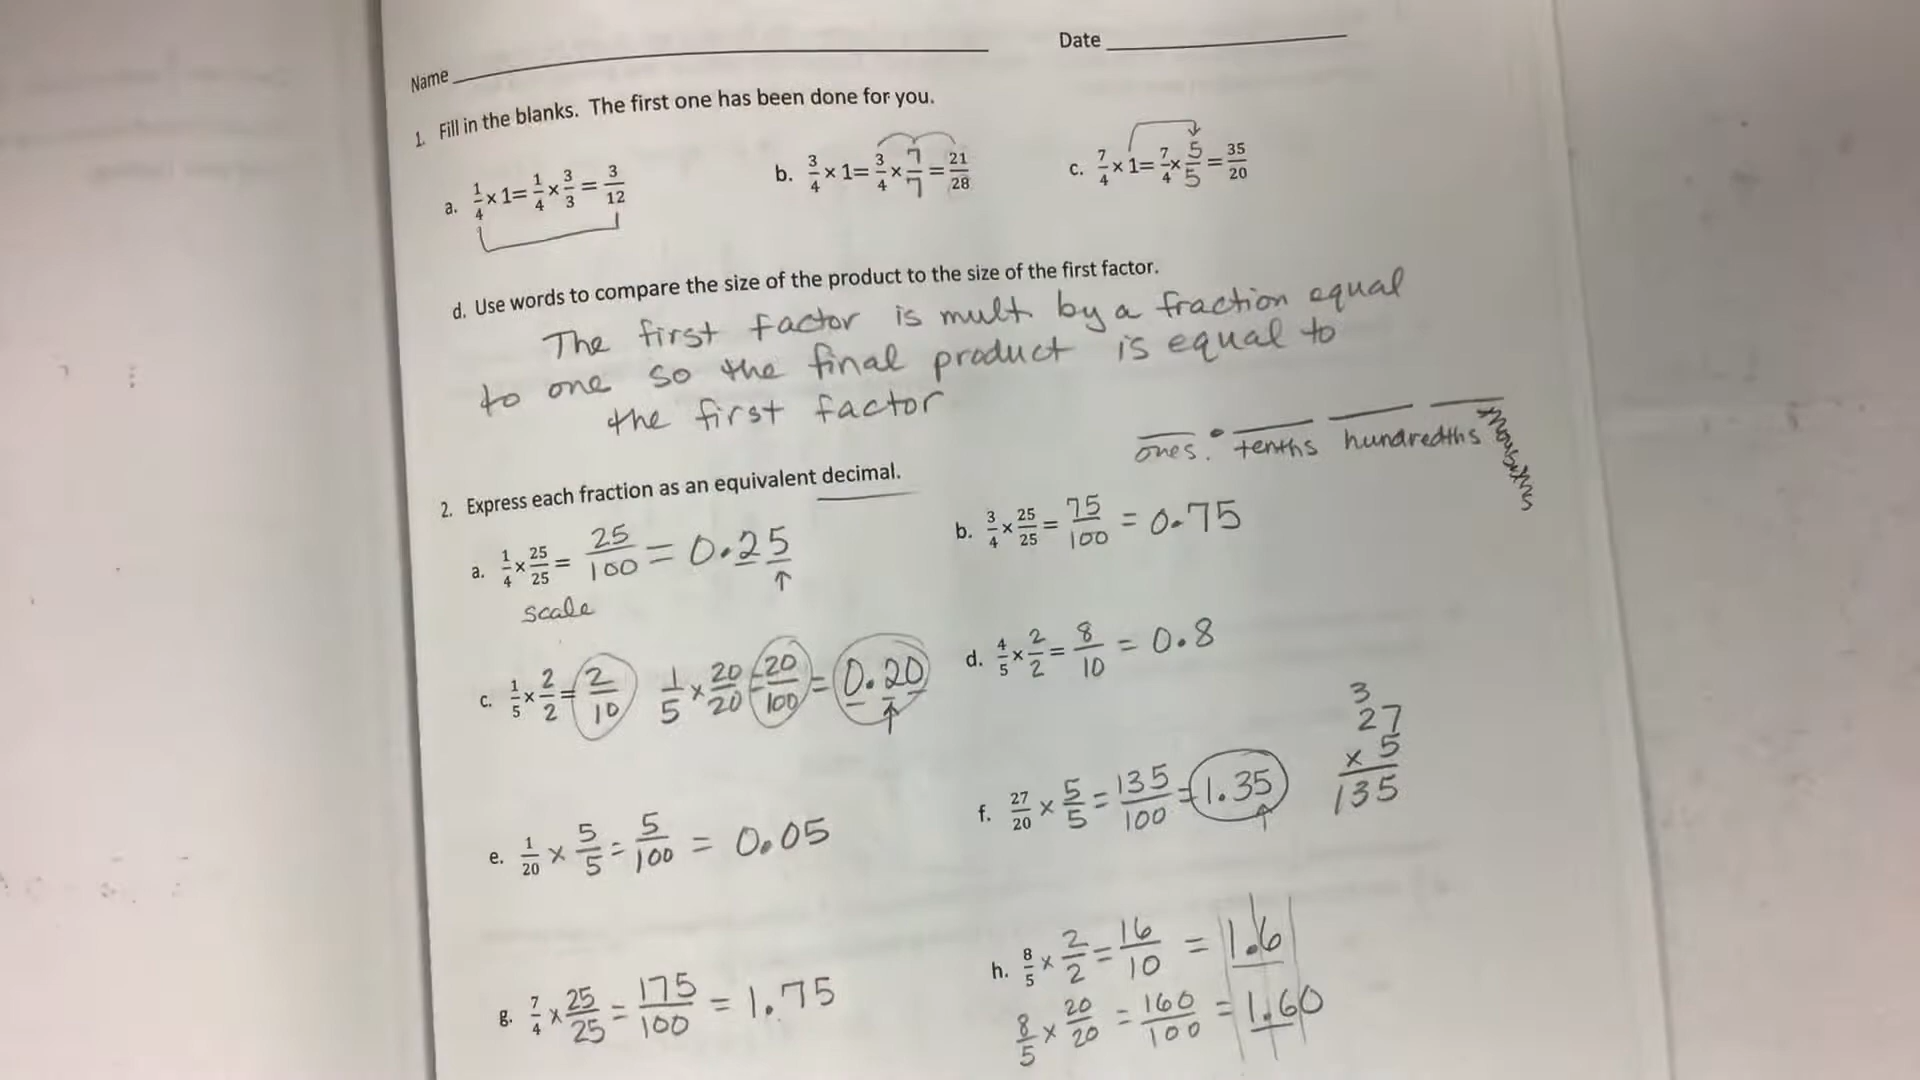 Name
Date
1. Fill in the blanks. The first one has been done for you.
a. 1/4 x 1= 1/4 x 3/3 = 3/12
b. 3/4 x 1= 3/4 x 7/7 = 21/28
c. 7/4 x 1= 7/4 x 5/5 = 35/20
d. Use words to compare the size of the product to the size of the first factor.
The first factor is mult. by a fraction equal
to one so the final product is equal to
the first factor
ones . tenths hundredths thousandths
2. Express each fraction as an equivalent decimal.
a. 1/4 x 25/25 = 25/100 = 0.25
scale
b. 3/4 x 25/25 = 75/100 = 0.75
c. 1/5 x 2/2 = 2/10 1/5 x 20/20 = 20/100 = 0.20
d. 4/5 x 2/2 = 8/10 = 0.8
e. 1/20 x 5/5 = 5/100 = 0.05
f. 27/20 x 5/5 = 135/100 = 1.35
3
27
x 5
135
g. 7/4 x 25/25 = 175/100 = 1.75
h. 8/5 x 2/2 = 16/10 = 1.6
8/5 x 20/20 = 160/100 = 1.60